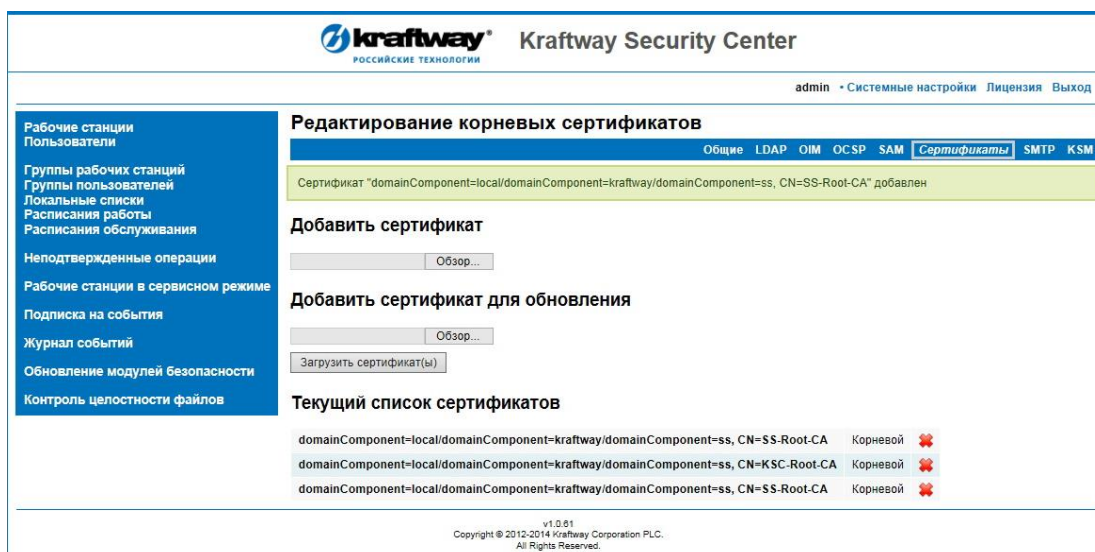 kraftway®
РОССИЙСКИЕ ТЕХНОЛОГИИ
Kraftway Security Center
admin • Системные настройки Лицензия Выход
Рабочие станции
Пользователи
Группы рабочих станций
Группы пользователей
Локальные списки
Расписания работы
Расписания обслуживания
Неподтвержденные операции
Рабочие станции в сервисном режиме
Подписка на события
Журнал событий
Обновление модулей безопасности
Контроль целостности файлов
Редактирование корневых сертификатов
Общие LDAP OIM OCSP SAM Сертификаты SMTP KSM
Сертификат "domainComponent=local/domainComponent=kraftway/domainComponent=ss, CN=SS-Root-CA" добавлен
Добавить сертификат
Обзор...
Добавить сертификат для обновления
Обзор...
Загрузить сертификат(ы)
Текущий список сертификатов
domainComponent=local/domainComponent=kraftway/domainComponent=ss, CN=SS-Root-CA Корневой
domainComponent=local/domainComponent=kraftway/domainComponent=ss, CN=KSC-Root-CA Корневой
domainComponent=local/domainComponent=kraftway/domainComponent=ss, CN=SS-Root-CA Корневой
v1.0.61
Copyright © 2012-2014 Kraftway Corporation PLC.
All Rights Reserved.